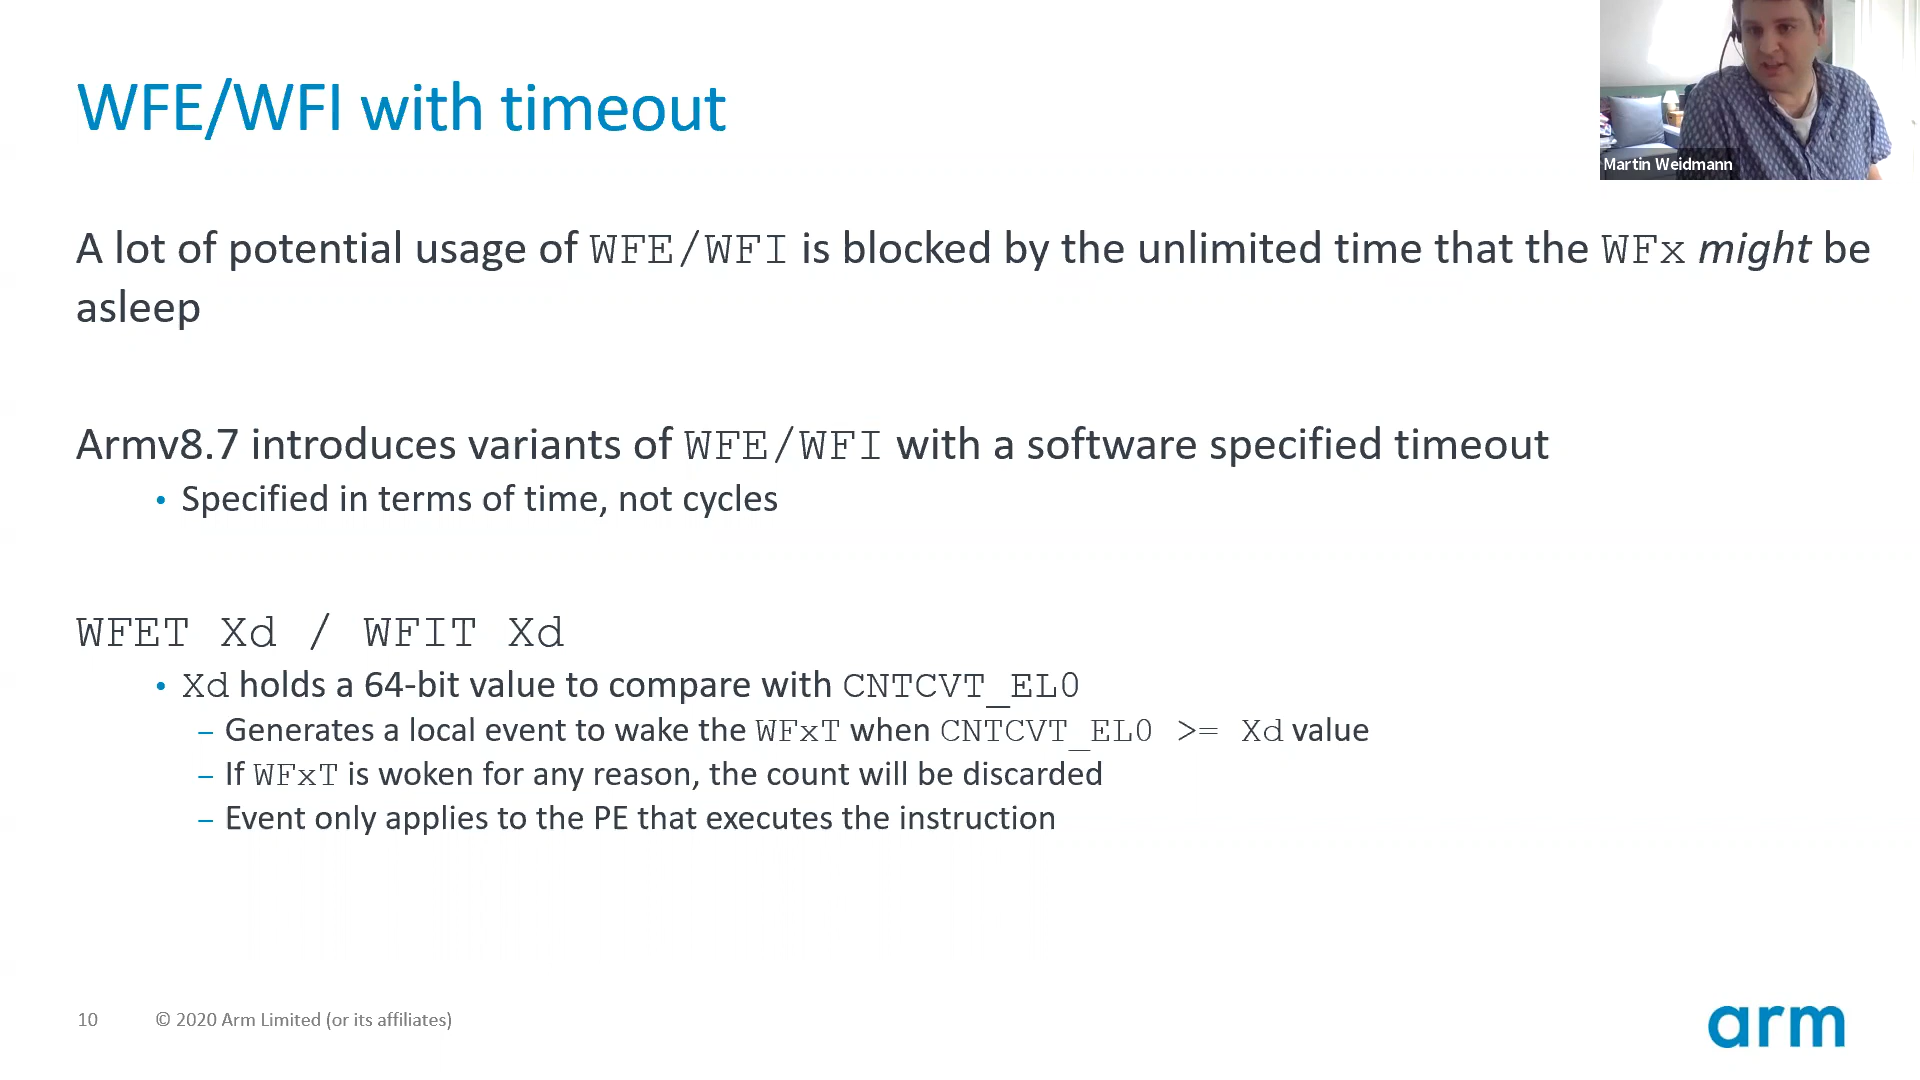 WFE/WFI with timeout
Martin Weidmann
A lot of potential usage of WFE/WFI is blocked by the unlimited time that the WFx might be
asleep
Armv8.7 introduces variants of WFE/WFI with a software specified timeout
• Specified in terms of time, not cycles
WFET Xd / WFIT Xd
• Xd holds a 64-bit value to compare with CNTCVT_EL0
– Generates a local event to wake the WFxT when CNTCVT_EL0 >= Xd value
– If WFxT is woken for any reason, the count will be discarded
– Event only applies to the PE that executes the instruction
10 © 2020 Arm Limited (or its affiliates)
arm